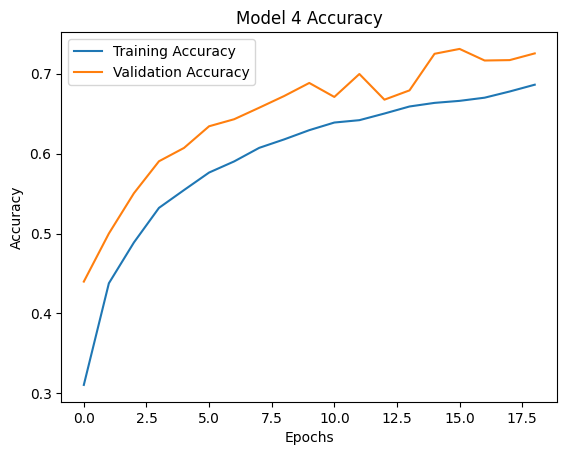 Model 4 Accuracy
Training Accuracy
Validation Accuracy
Accuracy
0.7
0.6
0.5
0.4
0.3
0.0 2.5 5.0 7.5 10.0 12.5 15.0 17.5
Epochs